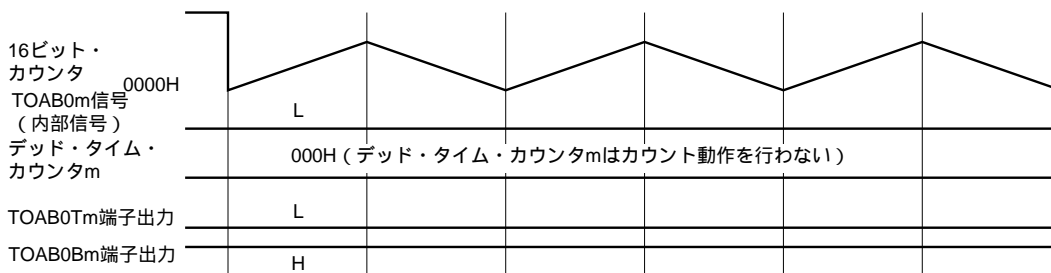 16ビット・
カウンタ
0000H
TOAB0m信号
（内部信号）
L
デッド・タイム・
カウンタm
000H（デッド・タイム・カウンタmはカウント動作を行わない）
TOAB0Tm端子出力
L
TOAB0Bm端子出力
H